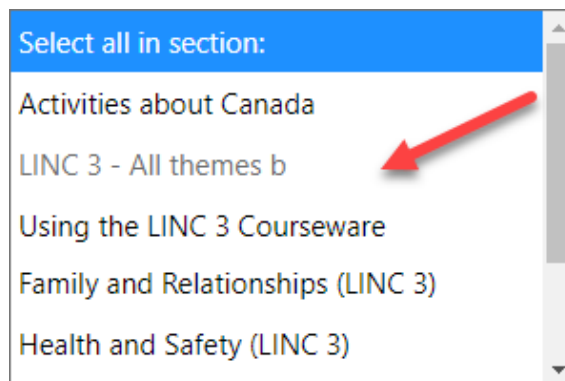 Select all in section:
Activities about Canada
LINC 3 - All themes b
Using the LINC 3 Courseware
Family and Relationships (LINC 3)
Health and Safety (LINC 3)